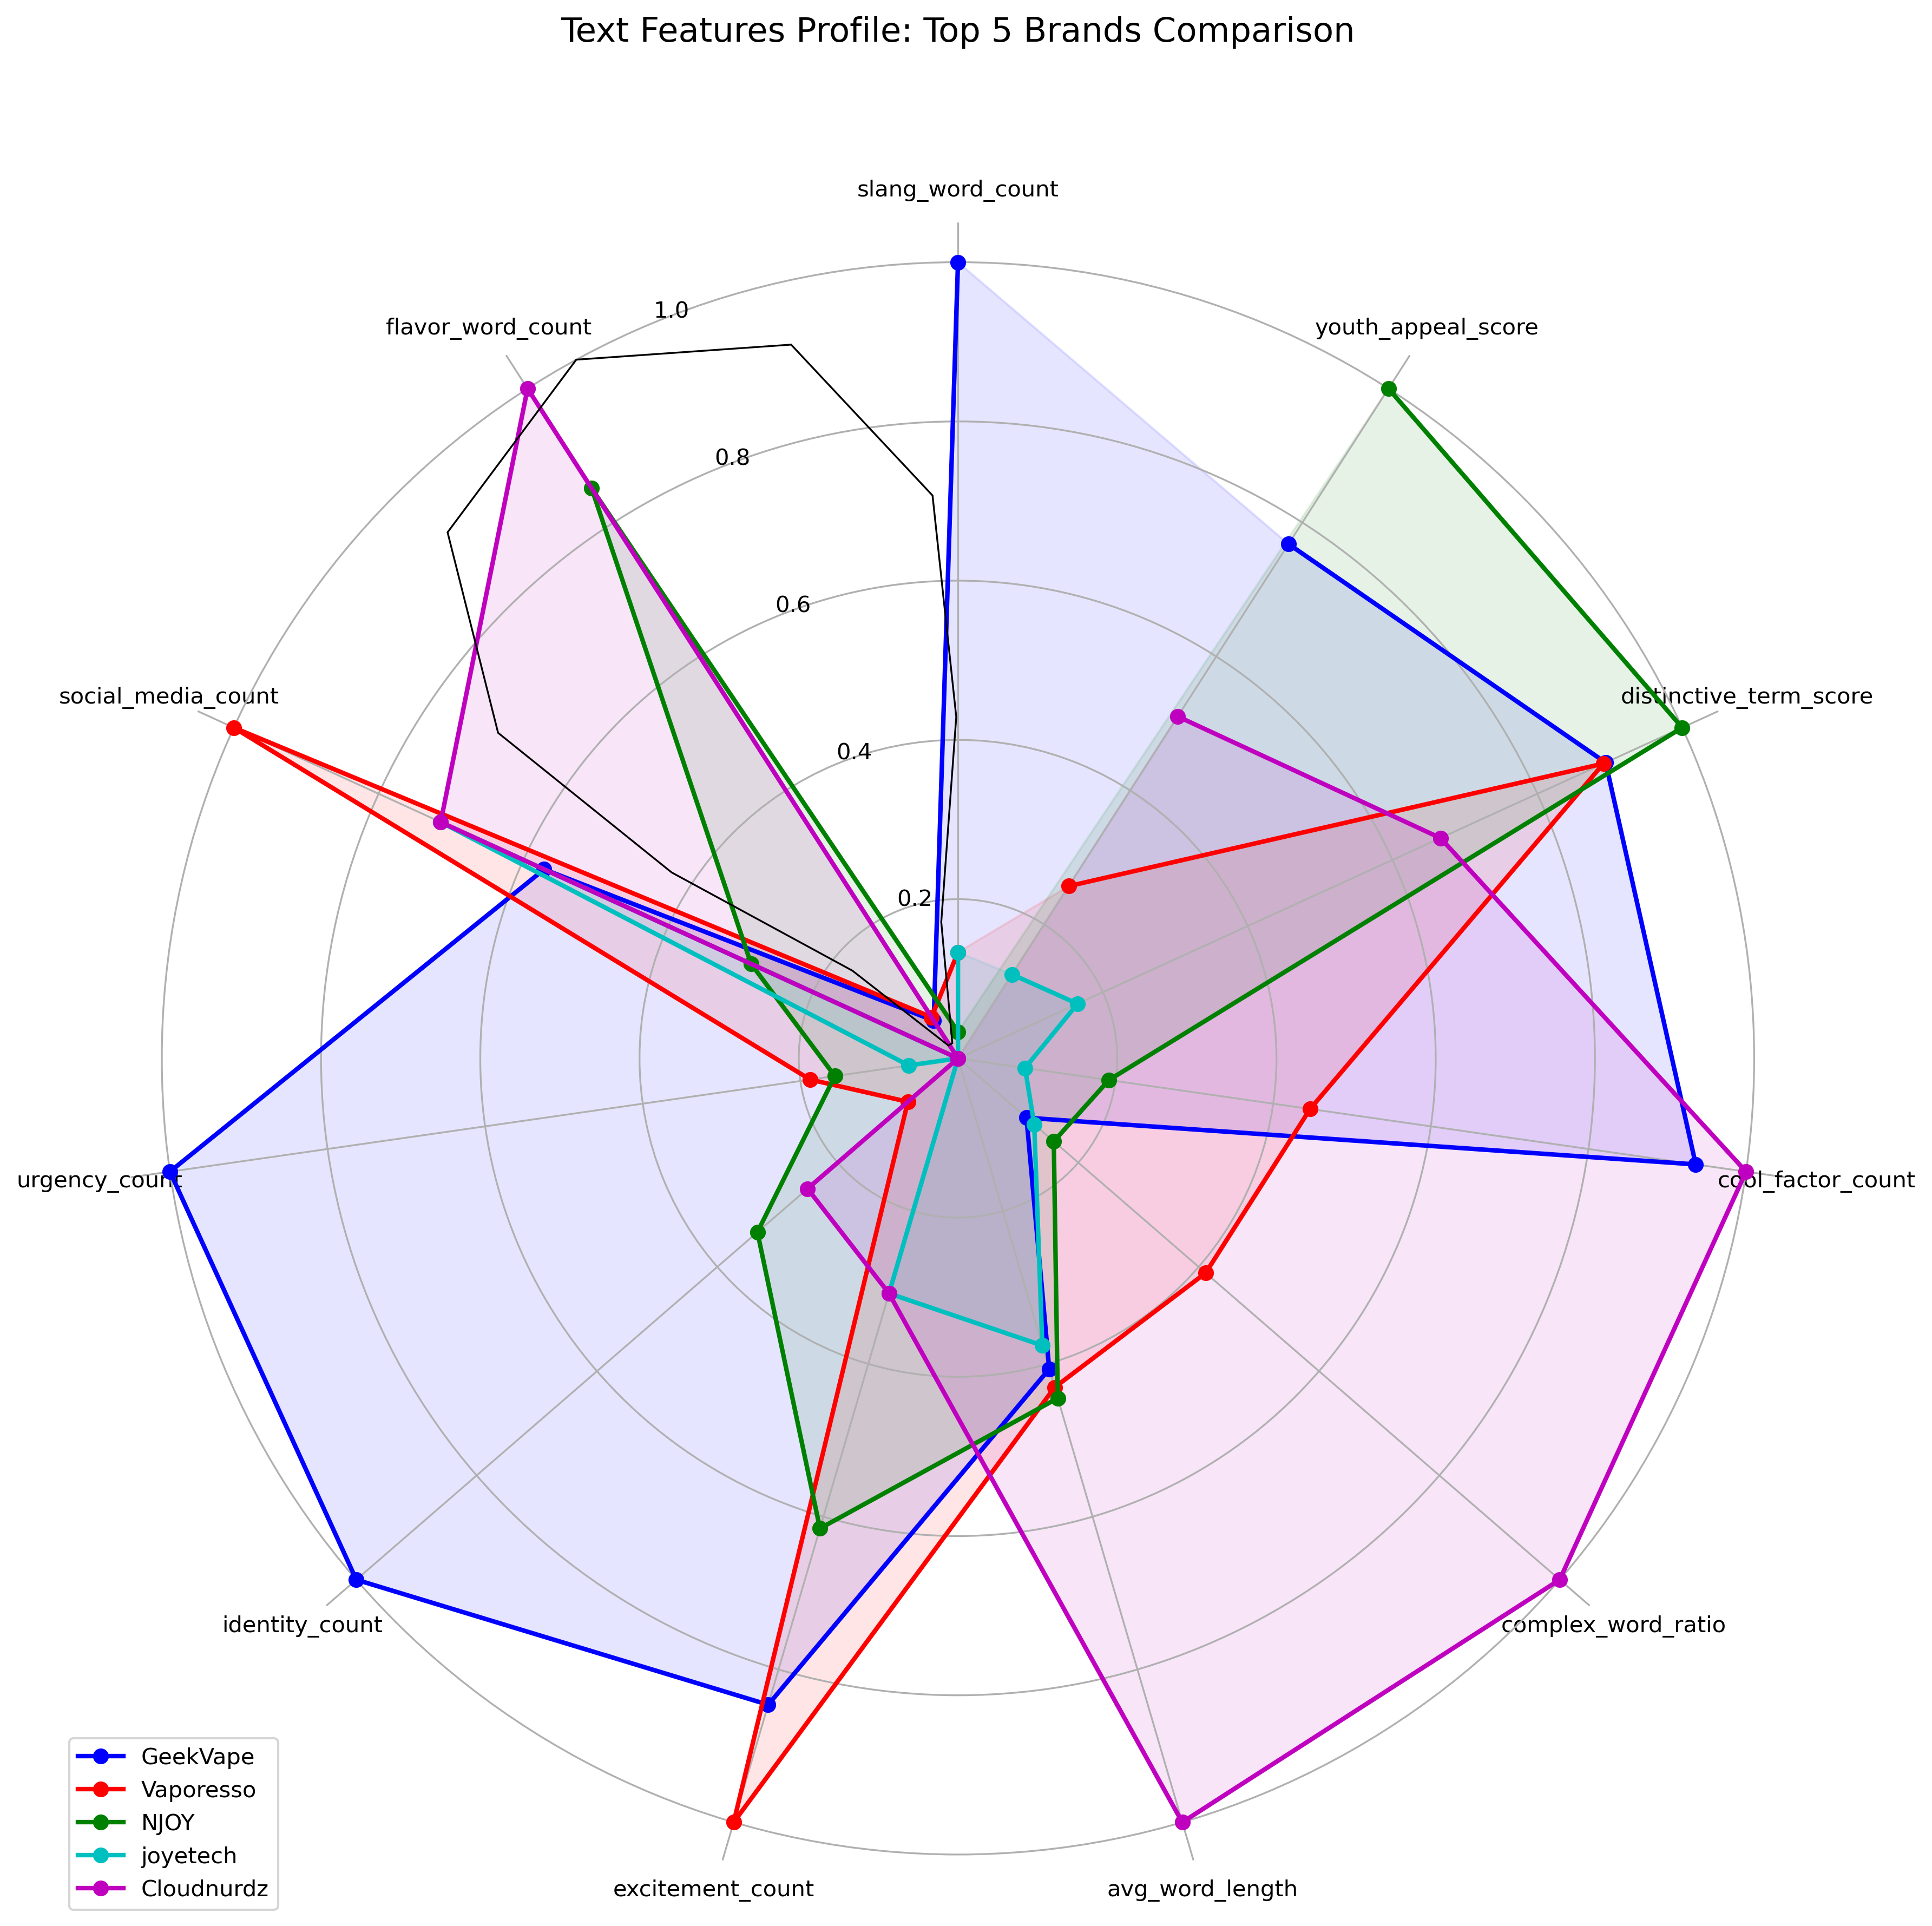 Text Features Profile: Top 5 Brands Comparison
slang_word_count
youth_appeal_score
distinctive_term_score
cool_factor_count
complex_word_ratio
avg_word_length
excitement_count
identity_count
urgency_count
social_media_count
flavor_word_count
1.0
0.8
0.6
0.4
0.2
GeekVape
Vaporesso
NJOY
joyetech
Cloudnurdz